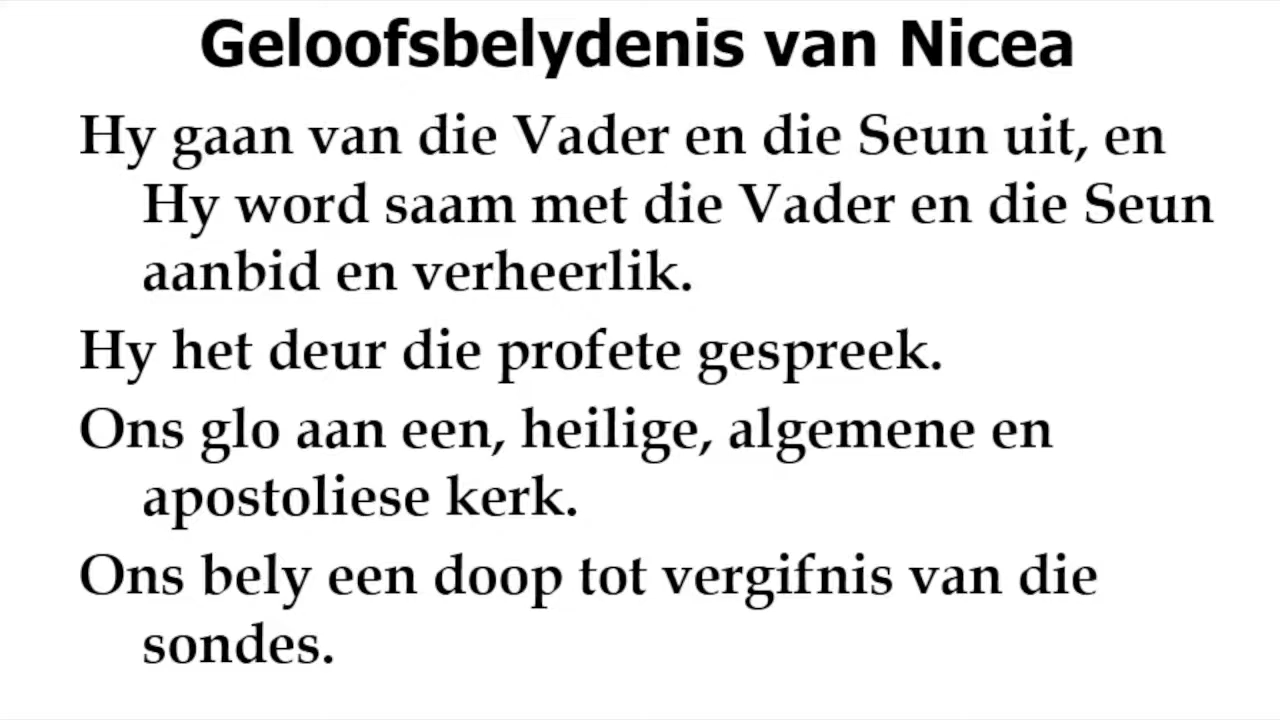 Geloofsbelydenis van Nicea
Hy gaan van die Vader en die Seun uit, en
Hy word saam met die Vader en die Seun
aanbid en verheerlik.
Hy het deur die profete gespreek.
Ons glo aan een, heilige, algemene en
apostoliese kerk.
Ons bely een doop tot vergifnis van die
sondes.